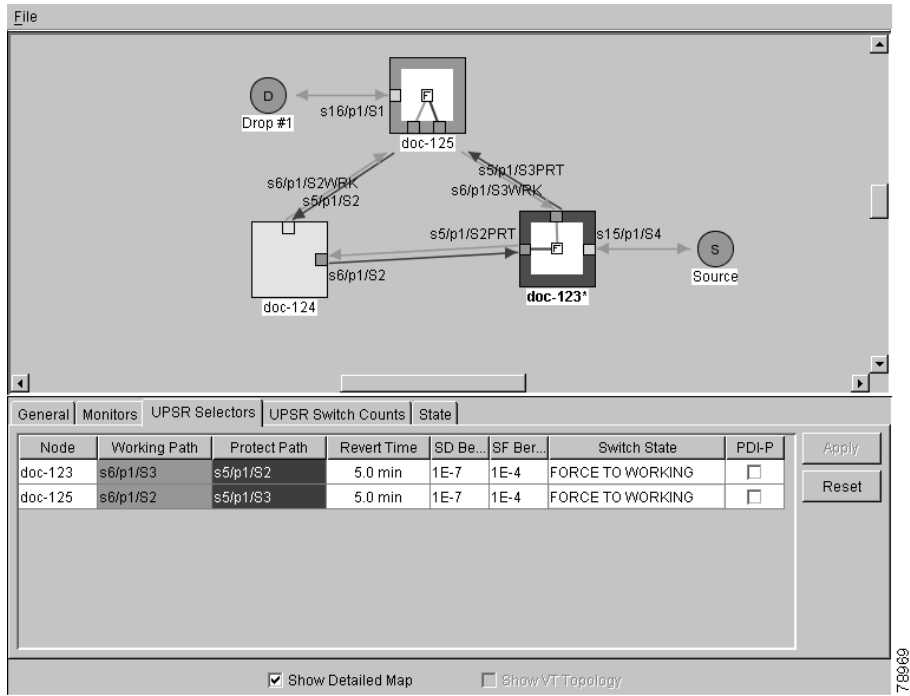 File
D
Drop #1
s16/p1/S1
F
doc-125
s6/p1/S2WRK
s5/p1/S2
s5/p1/S3PRT
s6/p1/S3WRK
s5/p1/S2PRT
s15/p1/S4
F
S
Source
s6/p1/S2
doc-124
doc-123*
General Monitors UPSR Selectors UPSR Switch Counts State
Node Working Path Protect Path Revert Time SD Be... SF Ber... Switch State PDI-P
doc-123 s6/p1/S3 s5/p1/S2 5.0 min 1E-7 1E-4 FORCE TO WORKING
doc-125 s6/p1/S2 s5/p1/S3 5.0 min 1E-7 1E-4 FORCE TO WORKING
Apply
Reset
Show Detailed Map Show VT Topology
78969